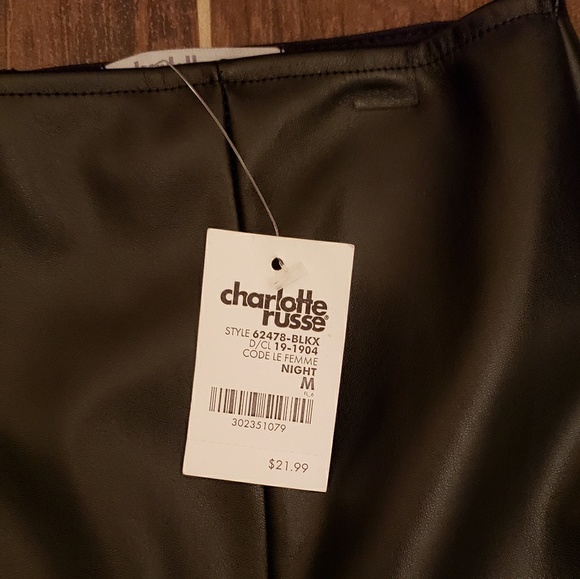 charlotte
russe®
STYLE 62478-BLKX
D/CL 19-1904
CODE LE FEMME
NIGHT
M
302351079
$21.99